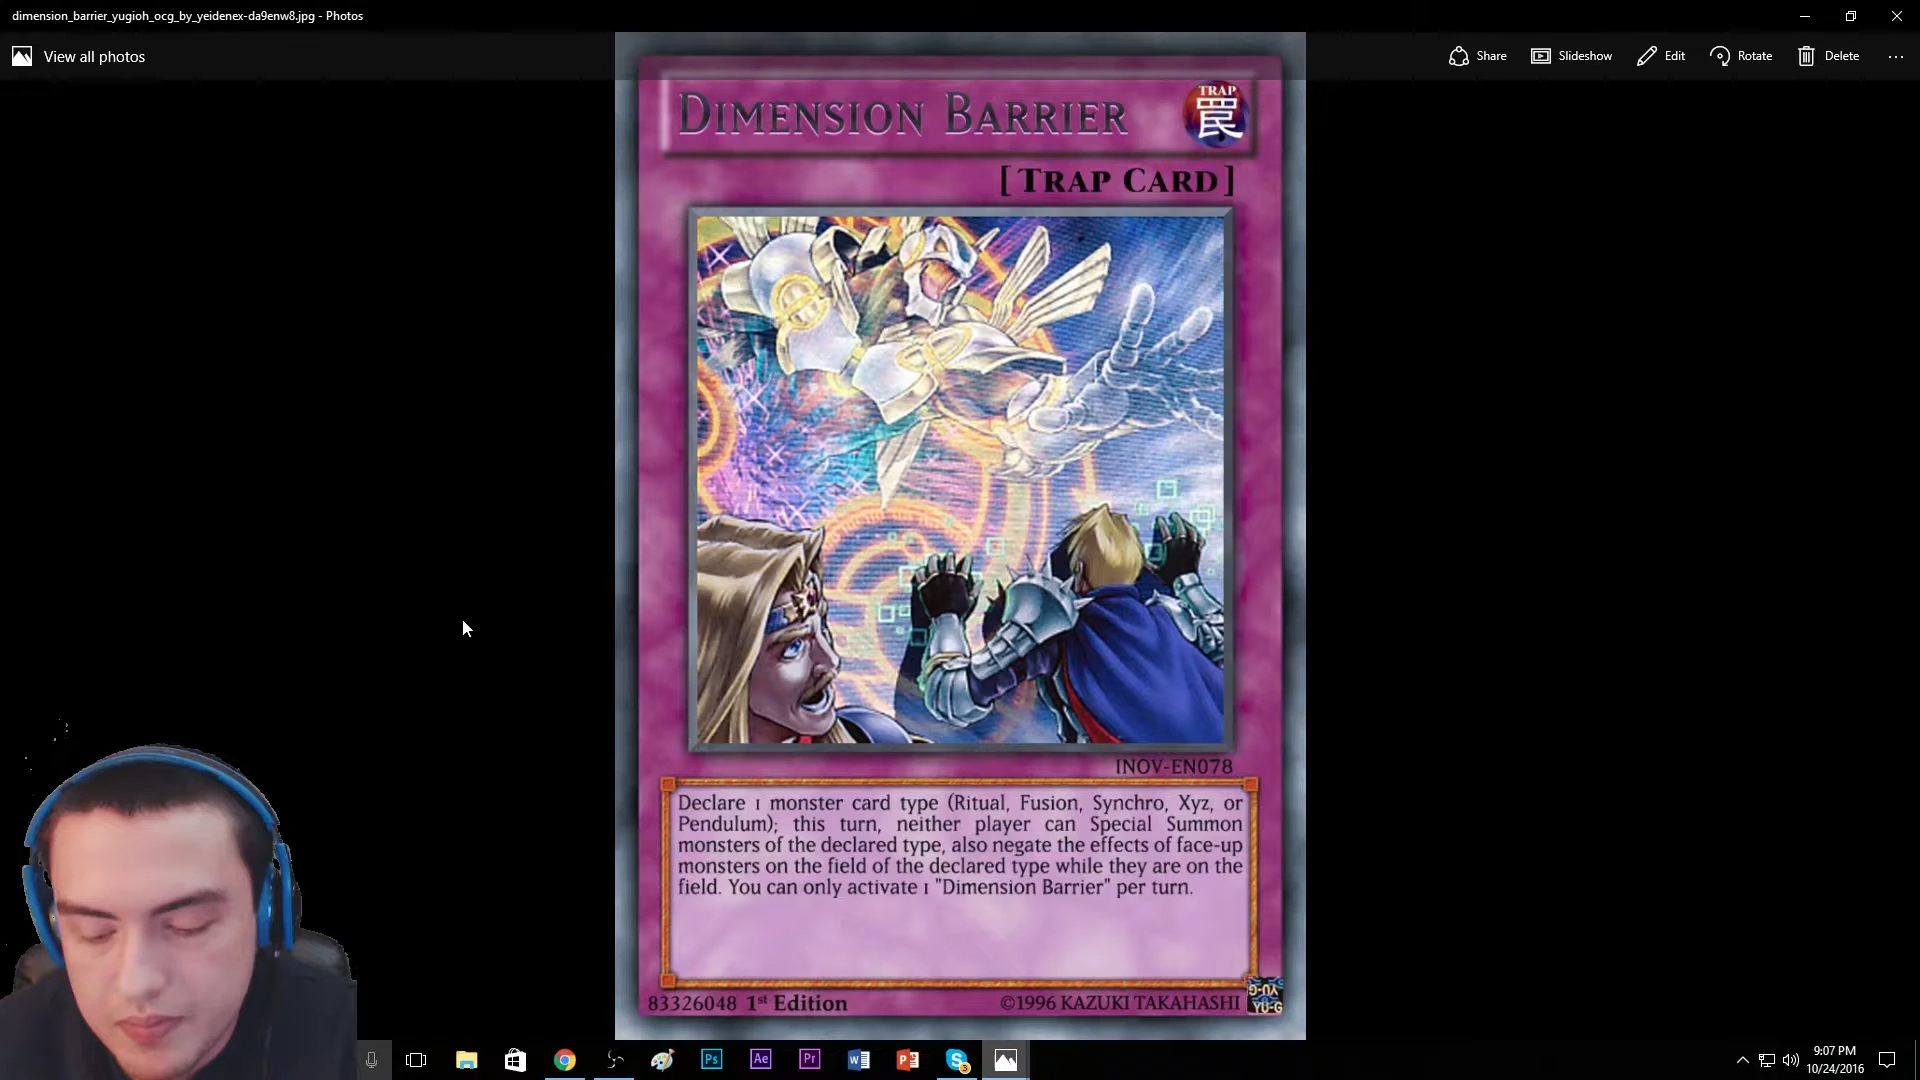 dimension_barrier_yugioh_ocg_by_yeidenex-da9enw8.jpg - Photos
View all photos
Share
Slideshow
Edit
Rotate
Delete
DIMENSION BARRIER
TRAP
罠
[TRAP CARD]
INOV-EN078
Declare 1 monster card type (Ritual, Fusion, Synchro, Xyz, or
Pendulum); this turn, neither player can Special Summon
monsters of the declared type, also negate the effects of face-up
monsters on the field of the declared type while they are on the
field. You can only activate 1 "Dimension Barrier" per turn.
83326048 1st Edition
©1996 KAZUKI TAKAHASHI
Ps
Ae
Pr
3
9:07 PM
10/24/2016